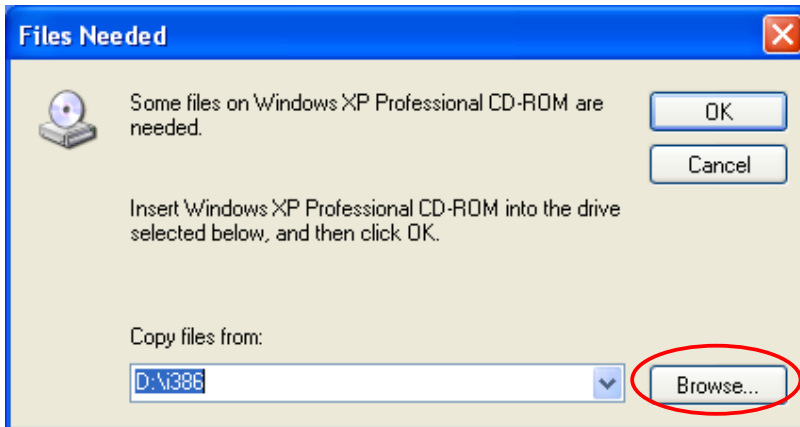 Files Needed
Some files on Windows XP Professional CD-ROM are
needed.
OK
Cancel
Insert Windows XP Professional CD-ROM into the drive
selected below, and then click OK.
Copy files from:
D:\i386
Browse...